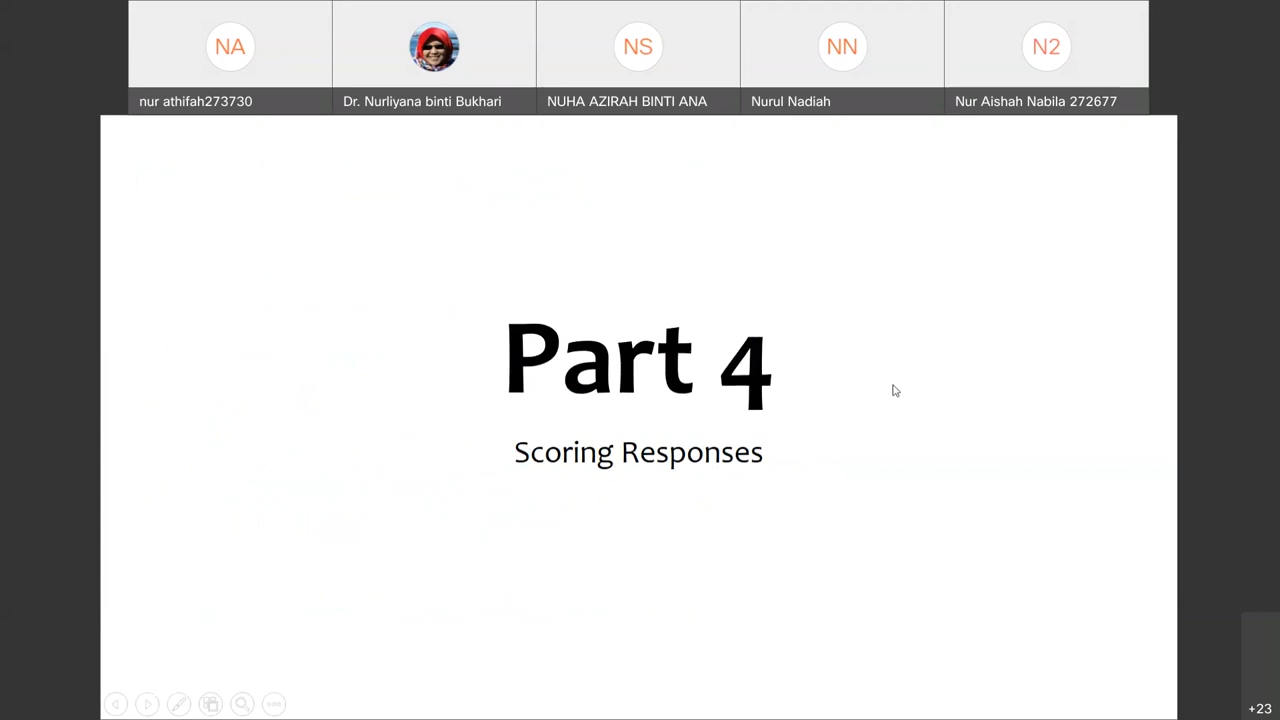 NA
NS
NN
N2
nur athifah273730
Dr. Nurliyana binti Bukhari
NUHA AZIRAH BINTI ANA
Nurul Nadiah
Nur Aishah Nabila 272677
Part 4
Scoring Responses
+23